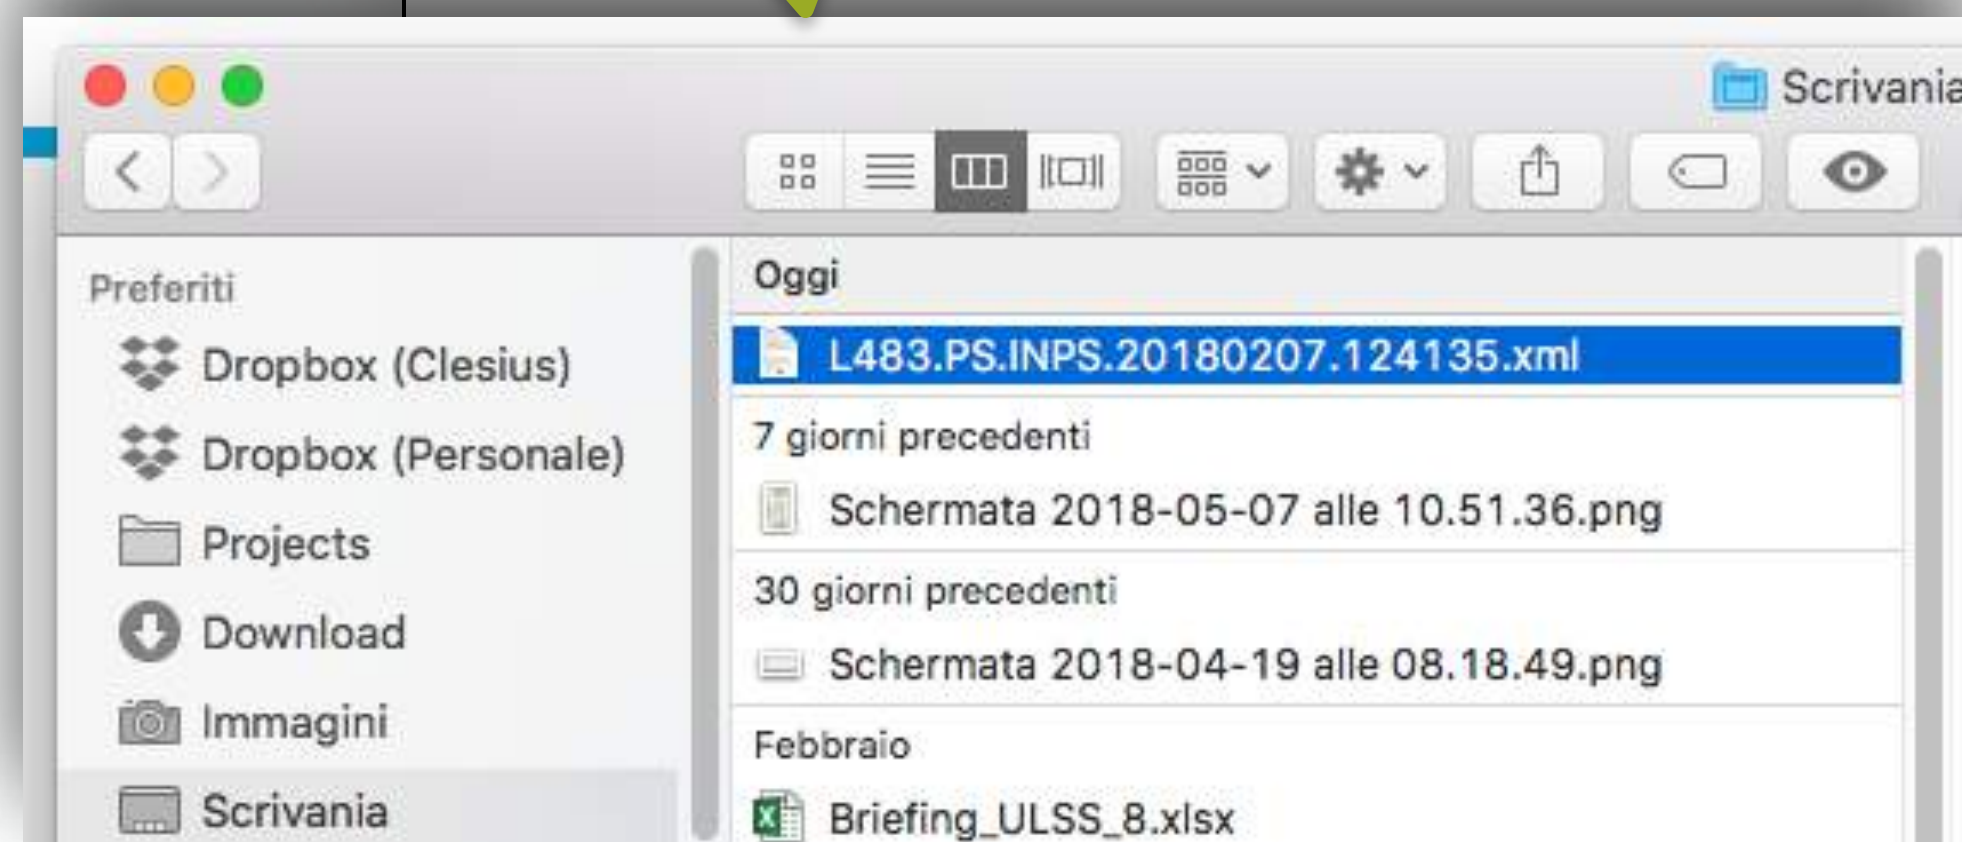 Scrivania
Preferiti
Dropbox (Clesius)
Dropbox (Personale)
Projects
Download
Immagini
Scrivania
Oggi
L483.PS.INPS.20180207.124135.xml
7 giorni precedenti
Schermata 2018-05-07 alle 10.51.36.png
30 giorni precedenti
Schermata 2018-04-19 alle 08.18.49.png
Febbraio
Briefing_ULSS_8.xlsx